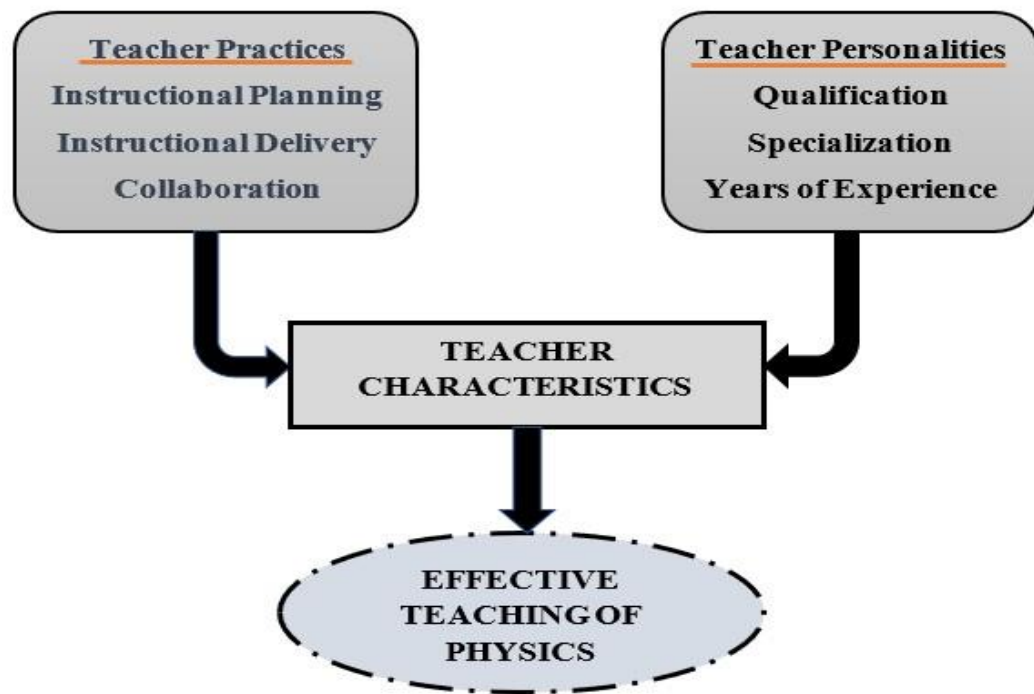 Teacher Practices
Instructional Planning
Instructional Delivery
Collaboration
Teacher Personalities
Qualification
Specialization
Years of Experience
TEACHER
CHARACTERISTICS
EFFECTIVE
TEACHING OF
PHYSICS